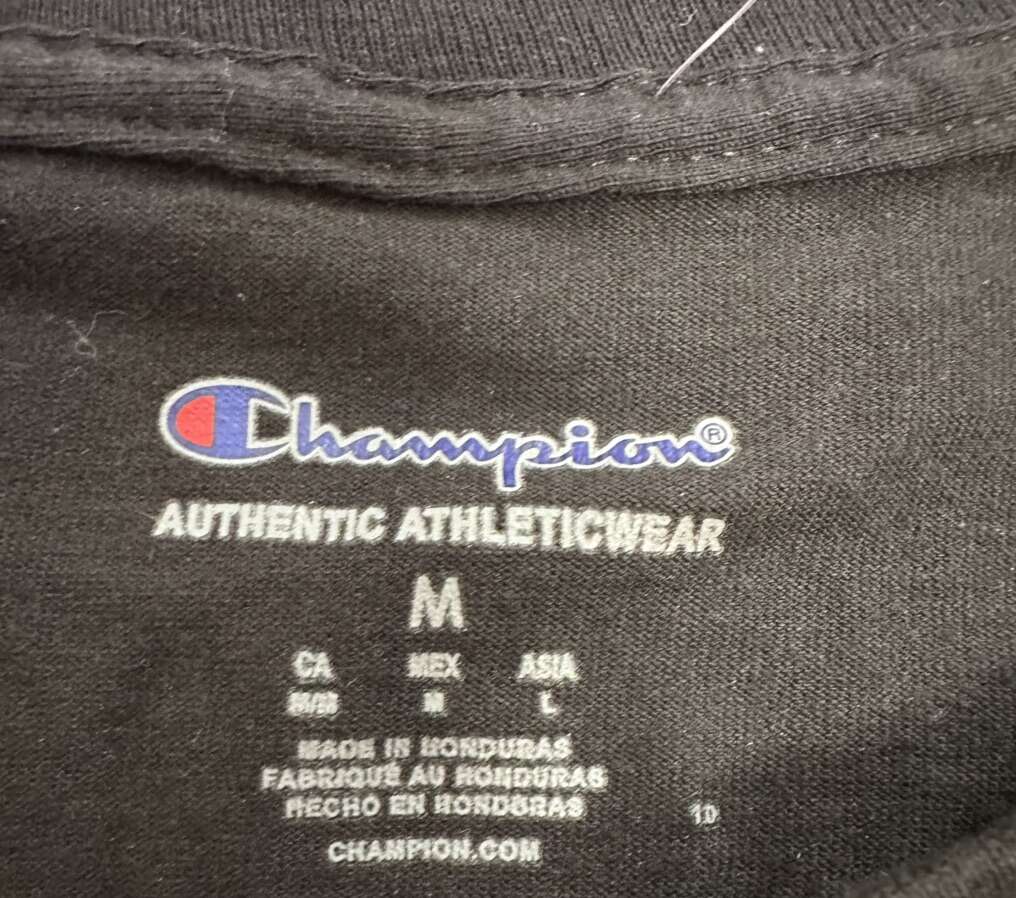 Champion®
AUTHENTIC ATHLETICWEAR
M
CA MEX ASIA
M/M M L
MADE IN HONDURAS
FABRIQUÉ AU HONDURAS
HECHO EN HONDURAS
10
CHAMPION.COM